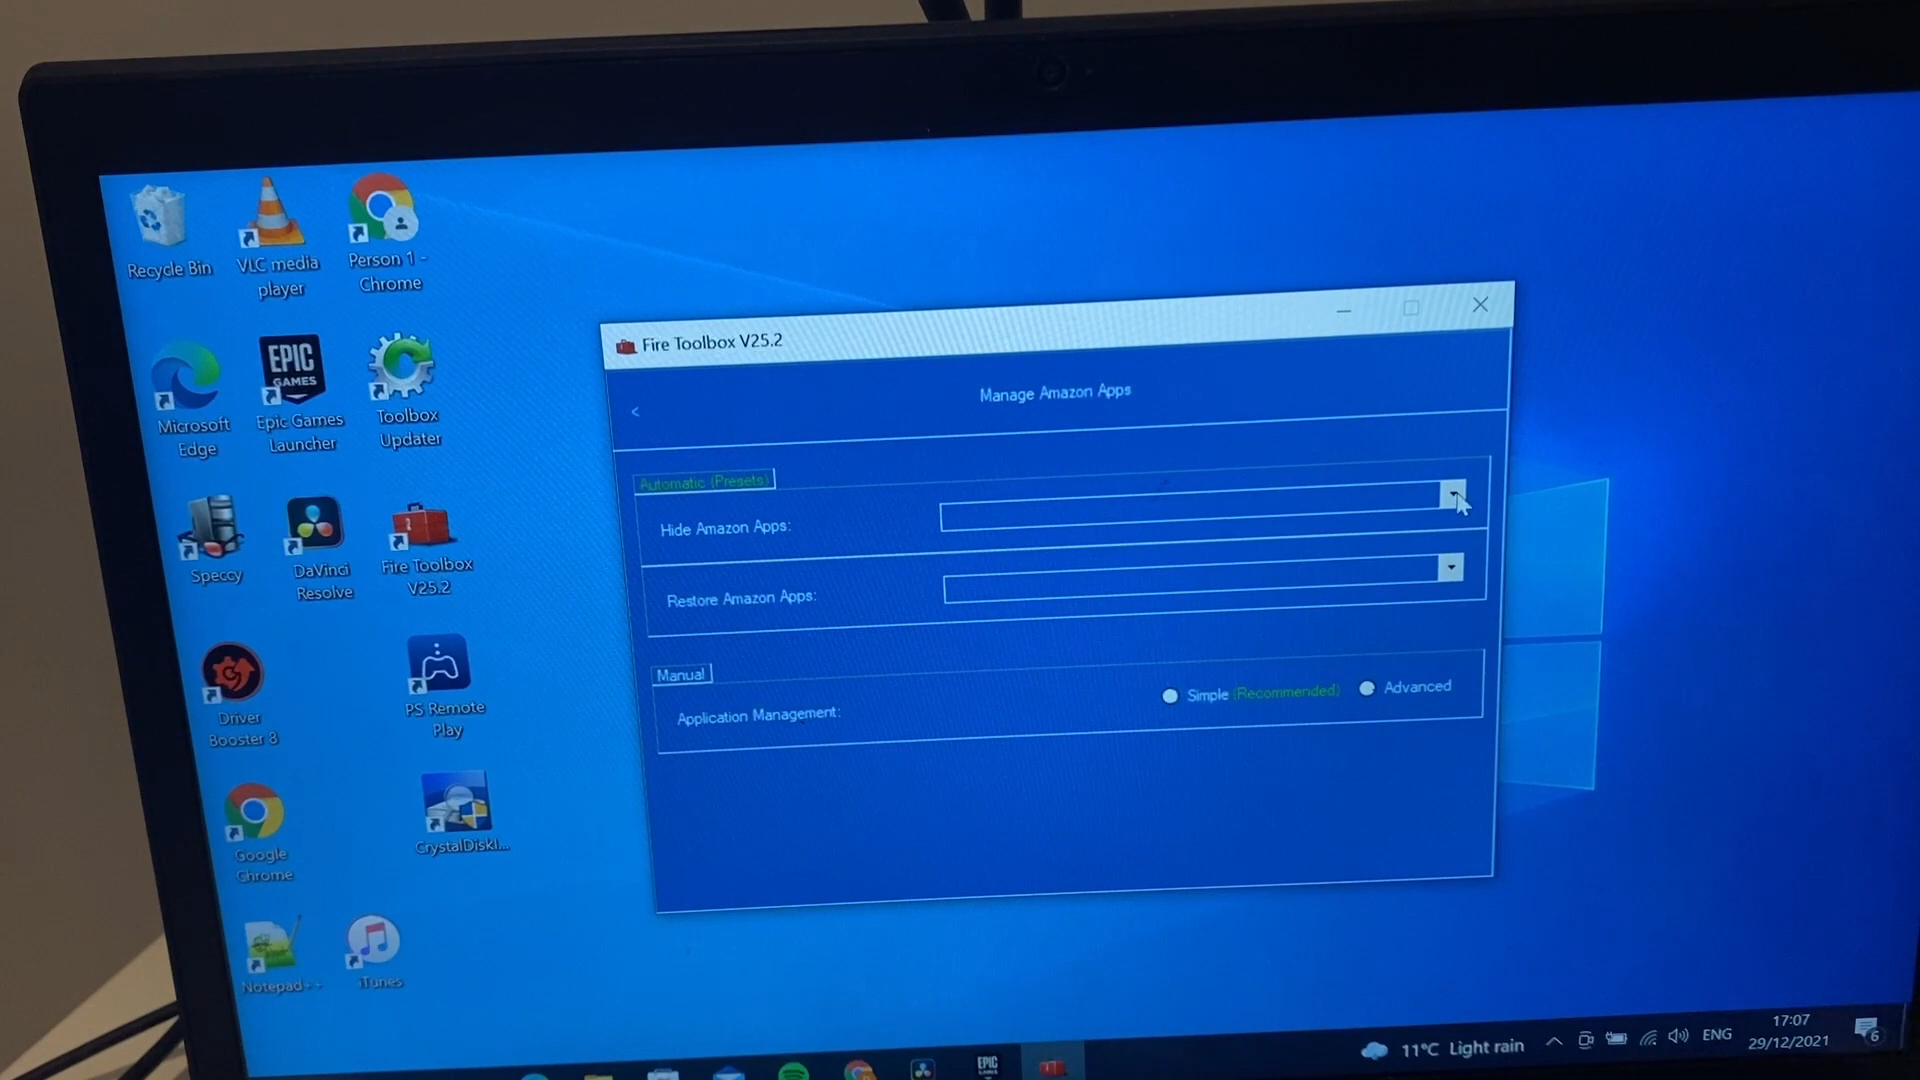 Recycle Bin
VLC media
player
Person 1 -
Chrome
Microsoft
Edge
EPIC
GAMES
Epic Games
Launcher
Toolbox
Updater
Speccy
DaVinci
Resolve
Fire Toolbox
V25.2
Driver
Booster 8
PS Remote
Play
Google
Chrome
CrystalDiskI...
Notepad++
iTunes
Fire Toolbox V25.2
<
Manage Amazon Apps
Automatic (Presets)
Hide Amazon Apps:
Restore Amazon Apps:
Manual
Application Management:
Simple (Recommended)
Advanced
EPIC
11°C Light rain
ENG
17:07
29/12/2021
6